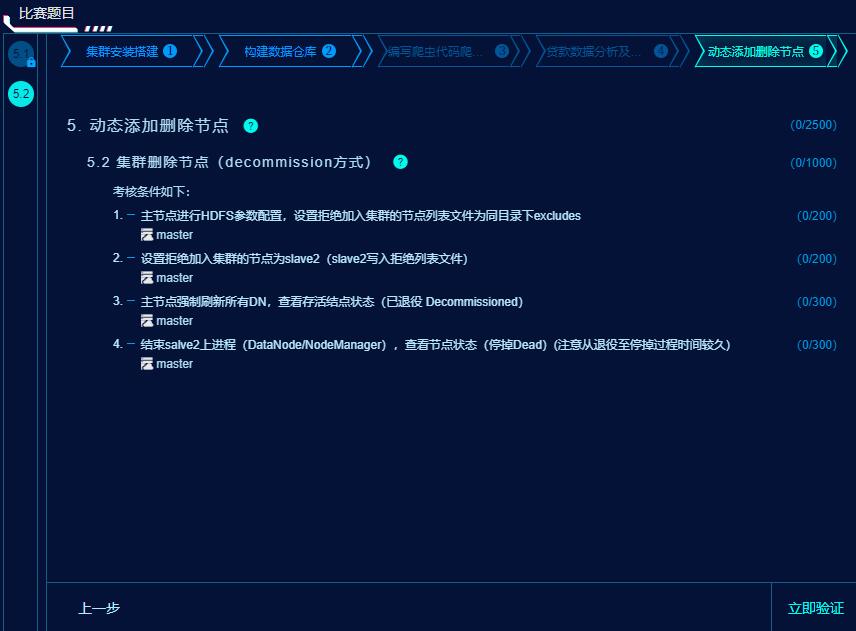 比赛题目
集群安装搭建 1
构建数据仓库 2
编写爬虫代码爬... 3
贷款数据分析及... 4
动态添加删除节点 5
5.1
5.2
5. 动态添加删除节点 ? (0/2500)
5.2 集群删除节点（decommission方式） ? (0/1000)
考核条件如下：
1. — 主节点进行HDFS参数配置，设置拒绝加入集群的节点列表文件为同目录下excludes (0/200)
master
2. — 设置拒绝加入集群的节点为slave2（slave2写入拒绝列表文件） (0/200)
master
3. — 主节点强制刷新所有DN，查看存活结点状态（已退役 Decommissioned） (0/300)
master
4. — 结束salve2上进程（DataNode/NodeManager），查看节点状态（停掉Dead）(注意从退役至停掉过程时间较久) (0/300)
master
上一步
立即验证